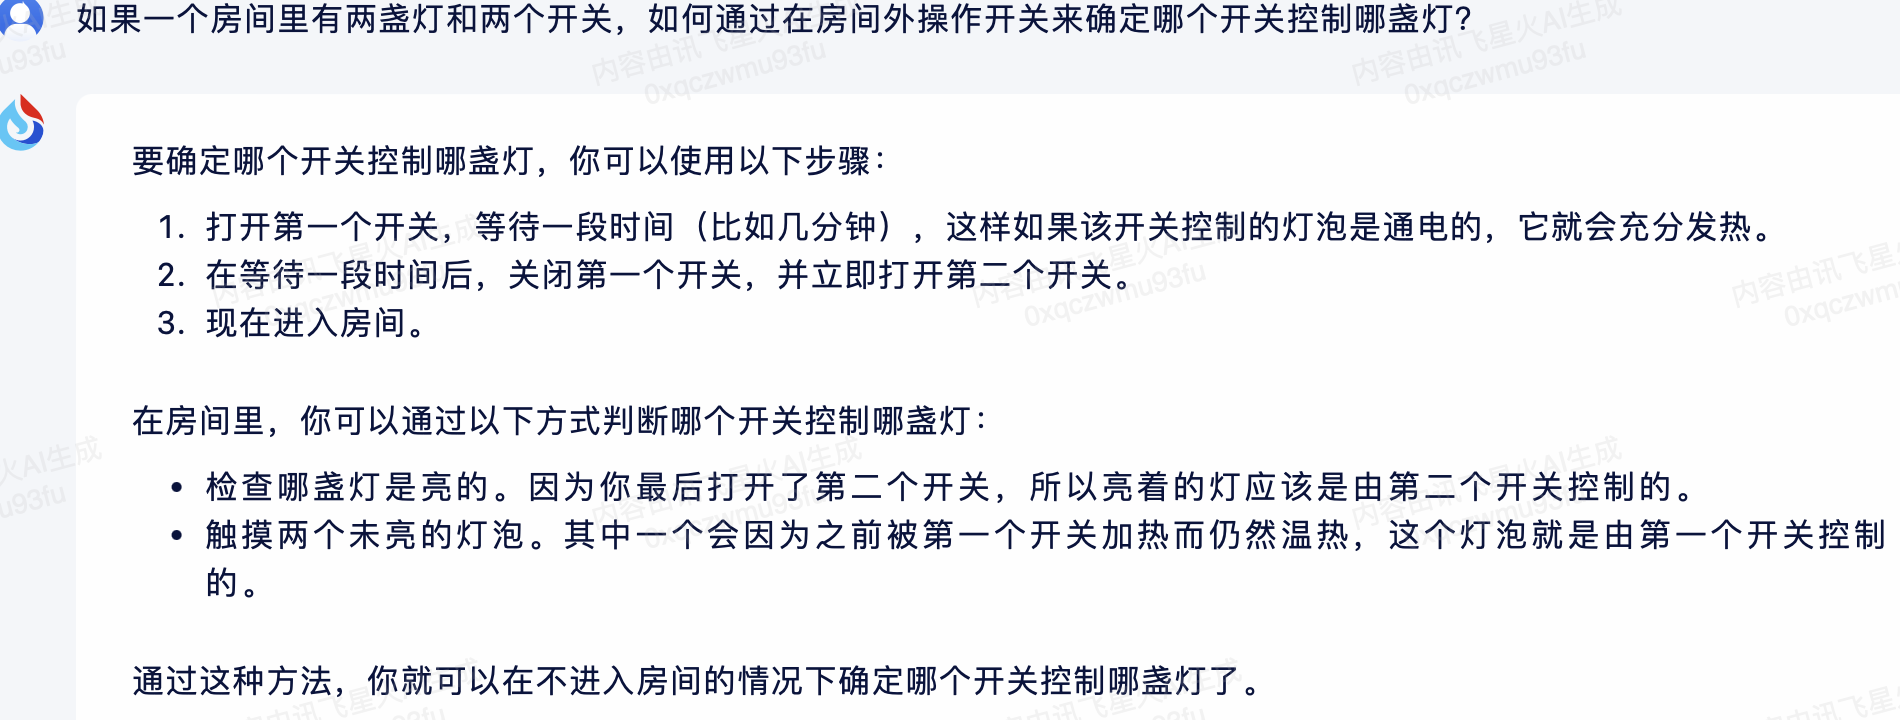 如果一个房间里有两盏灯和两个开关，如何通过在房间外操作开关来确定哪个开关控制哪盏灯?
要确定哪个开关控制哪盏灯，你可以使用以下步骤：
1. 打开第一个开关，等待一段时间（比如几分钟），这样如果该开关控制的灯泡是通电的，它就会充分发热。
2. 在等待一段时间后，关闭第一个开关，并立即打开第二个开关。
3. 现在进入房间。
在房间里，你可以通过以下方式判断哪个开关控制哪盏灯：
• 检查哪盏灯是亮的。因为你最后打开了第二个开关，所以亮着的灯应该是由第二个开关控制的。
• 触摸两个未亮的灯泡。其中一个会因为之前被第一个开关加热而仍然温热，这个灯泡就是由第一个开关控制
的。
通过这种方法，你就可以在不进入房间的情况下确定哪个开关控制哪盏灯了。
内容由讯飞星火AI生成
0xqczwmu93fu